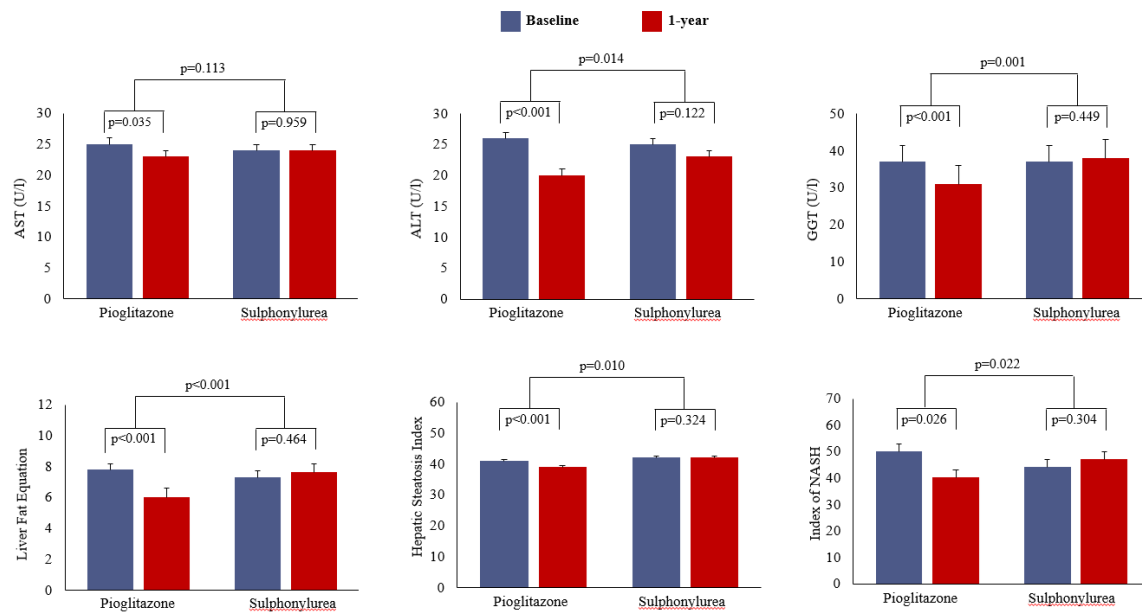 Baseline
1-year
p=0.113
p=0.035
p=0.959
30
25
20
15
10
5
0
AST (U/l)
Pioglitazone
Sulphonylurea
p=0.014
p<0.001
p=0.122
30
25
20
15
10
5
0
ALT (U/l)
Pioglitazone
Sulphonylurea
p=0.001
p<0.001
p=0.449
50
40
30
20
10
0
GGT (U/l)
Pioglitazone
Sulphonylurea
p<0.001
p<0.001
p=0.464
12
10
8
6
4
2
0
Liver Fat Equation
Pioglitazone
Sulphonylurea
p=0.010
p<0.001
p=0.324
60
50
40
30
20
10
0
Hepatic Steatosis Index
Pioglitazone
Sulphonylurea
p=0.022
p=0.026
p=0.304
70
60
50
40
30
20
10
0
Index of NASH
Pioglitazone
Sulphonylurea